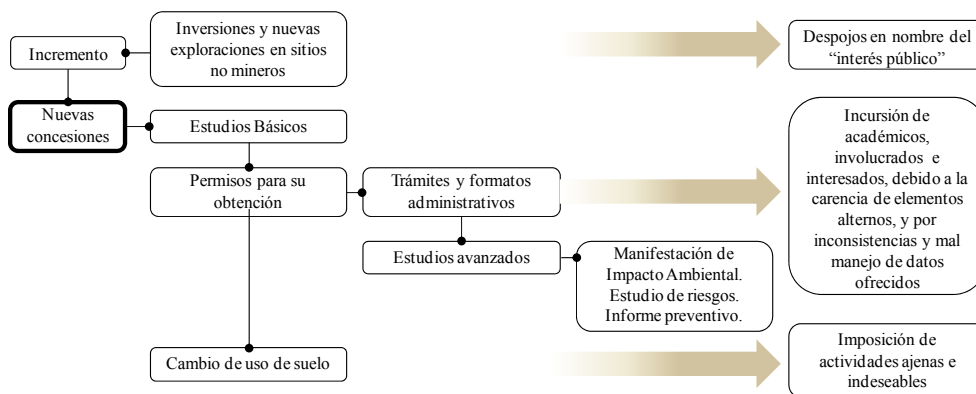 Incremento
Inversiones y nuevas
exploraciones en sitios
no mineros
Despojos en nombre del
“interés público”
Nuevas
concesiones
Estudios Básicos
Permisos para su
obtención
Trámites y formatos
administrativos
Estudios avanzados
Manifestación de
Impacto Ambiental.
Estudio de riesgos.
Informe preventivo.
Incursión de
académicos,
involucrados e
interesados, debido a la
carencia de elementos
alternos, y por
inconsistencias y mal
manejo de datos
ofrecidos
Cambio de uso de suelo
Imposición de
actividades ajenas e
indeseables